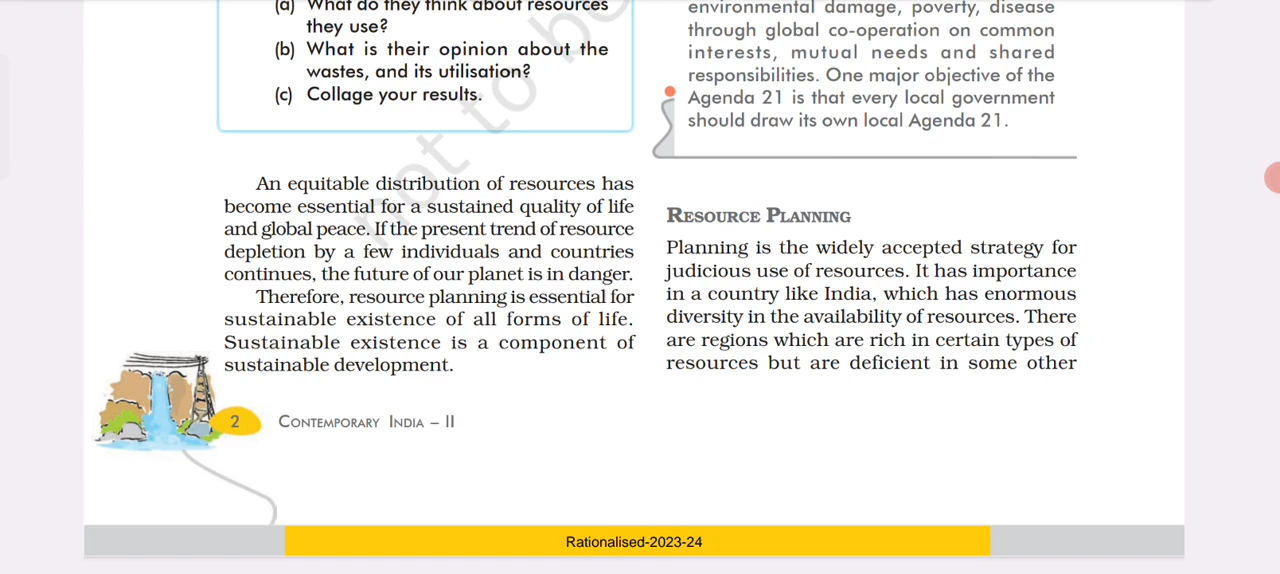 (a) What do they think about resources
they use?
(b) What is their opinion about the
wastes, and its utilisation?
(c) Collage your results.
An equitable distribution of resources has
become essential for a sustained quality of life
and global peace. If the present trend of resource
depletion by a few individuals and countries
continues, the future of our planet is in danger.
Therefore, resource planning is essential for
sustainable existence of all forms of life.
Sustainable existence is a component of
sustainable development.
environmental damage, poverty, disease
through global co-operation on common
interests, mutual needs and shared
responsibilities. One major objective of the
Agenda 21 is that every local government
should draw its own local Agenda 21.
RESOURCE PLANNING
Planning is the widely accepted strategy for
judicious use of resources. It has importance
in a country like India, which has enormous
diversity in the availability of resources. There
are regions which are rich in certain types of
resources but are deficient in some other
not to be
2 CONTEMPORARY INDIA – II
Rationalised-2023-24